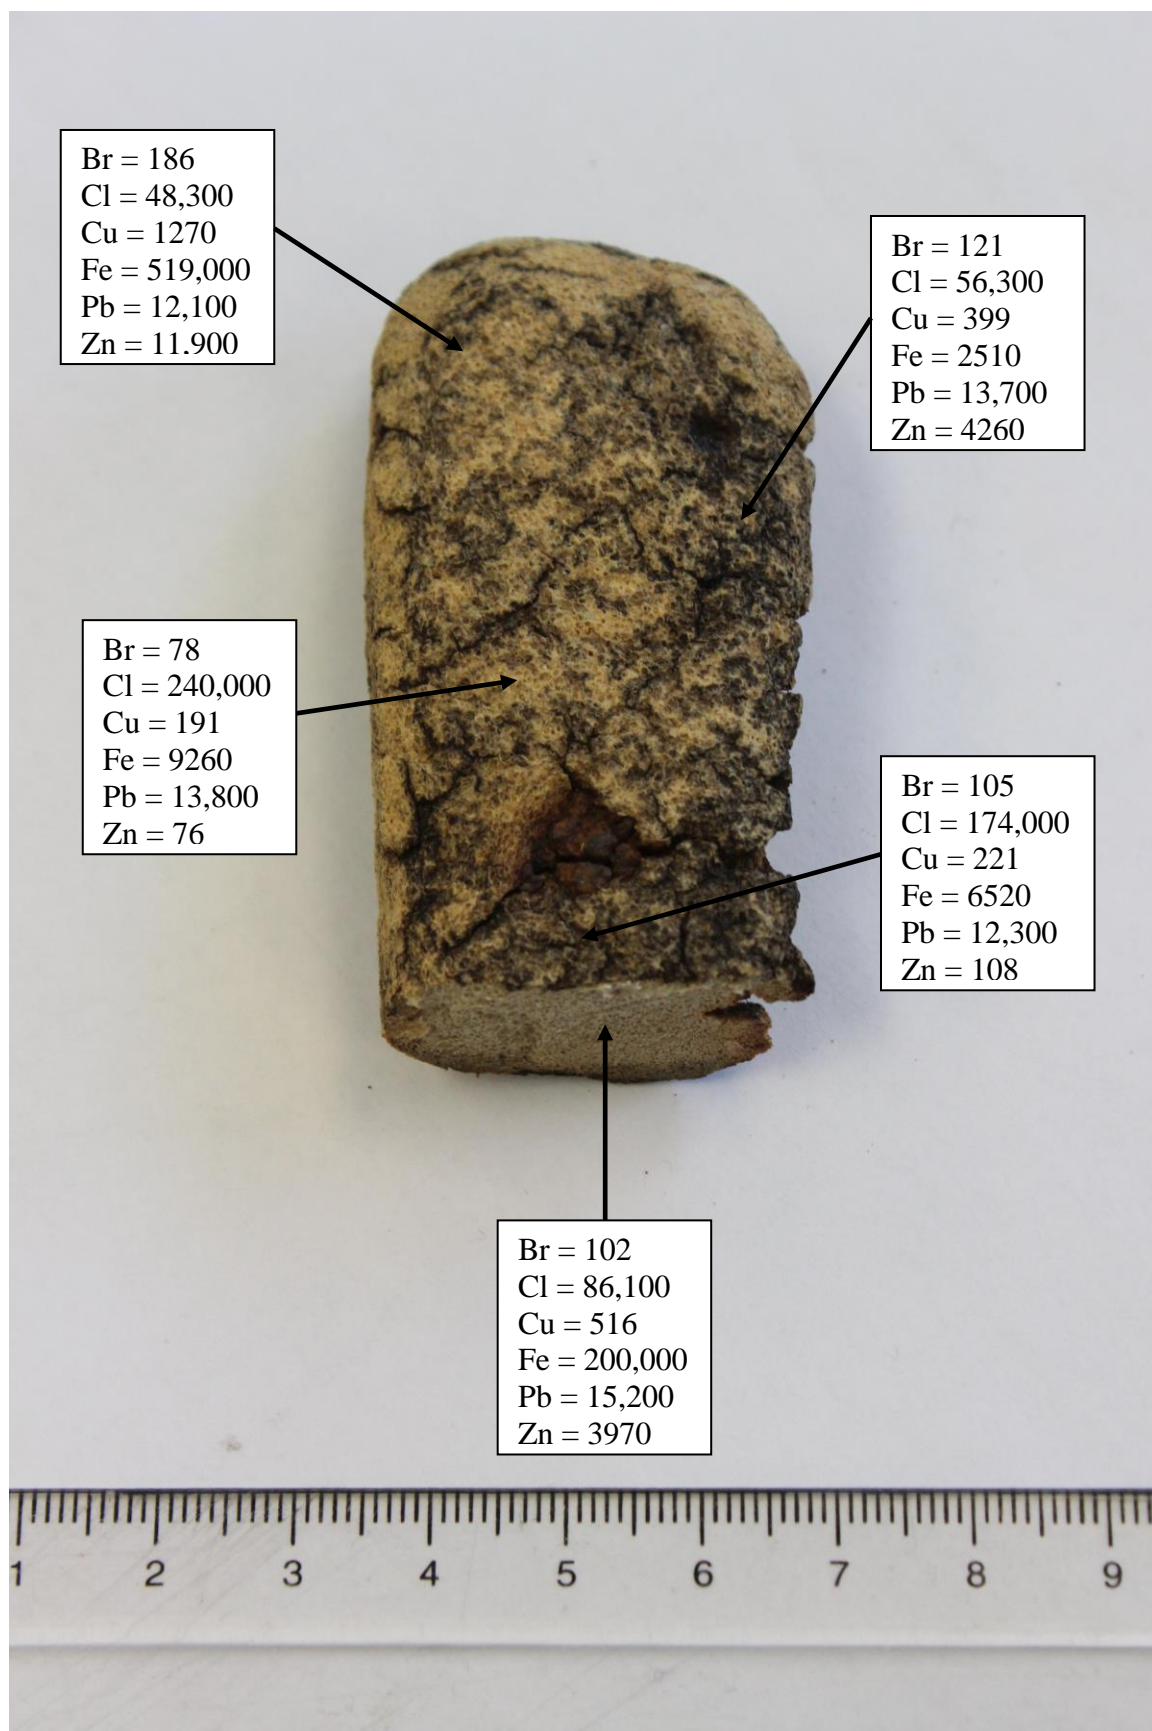 Br = 186
Cl = 48,300
Cu = 1270
Fe = 519,000
Pb = 12,100
Zn = 11,900
Br = 121
Cl = 56,300
Cu = 399
Fe = 2510
Pb = 13,700
Zn = 4260
Br = 78
Cl = 240,000
Cu = 191
Fe = 9260
Pb = 13,800
Zn = 76
Br = 105
Cl = 174,000
Cu = 221
Fe = 6520
Pb = 12,300
Zn = 108
Br = 102
Cl = 86,100
Cu = 516
Fe = 200,000
Pb = 15,200
Zn = 3970
1 2 3 4 5 6 7 8 9